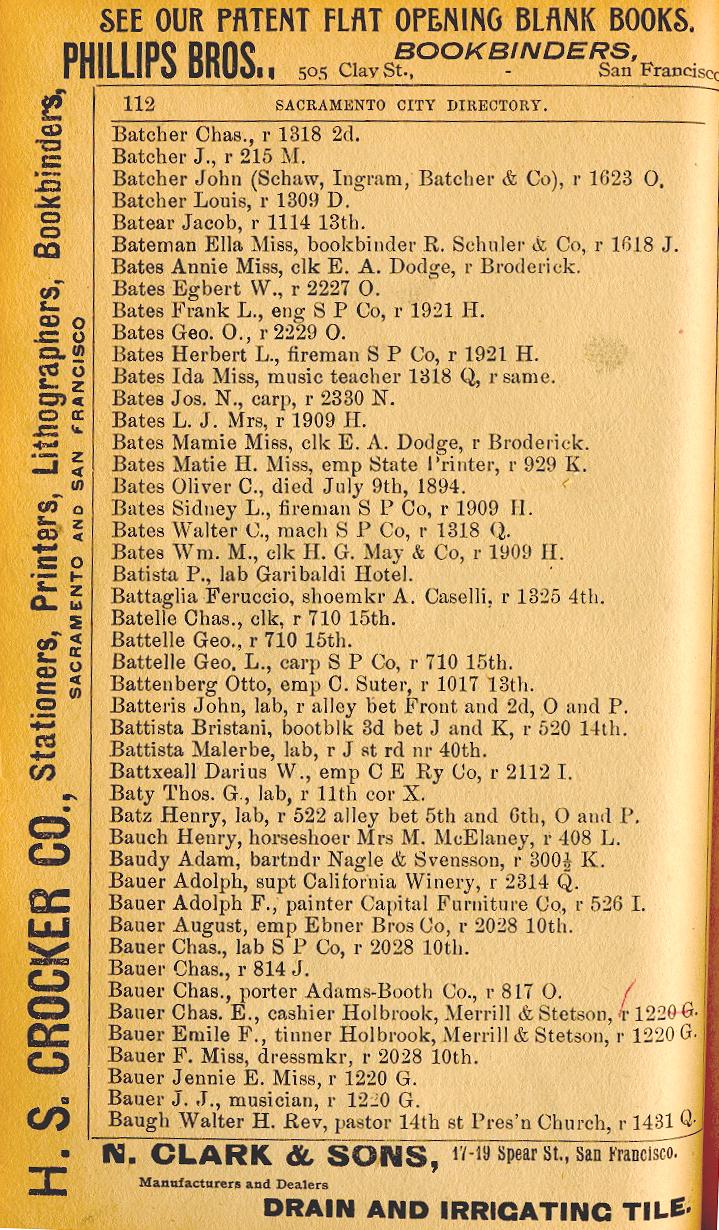 SEE OUR PATENT FLAT OPENING BLANK BOOKS.
PHILLIPS BROS., BOOKBINDERS,
505 Clay St., - San Francisco
H. S. CROCKER CO., Stationers, Printers, Lithographers, Bookbinders,
SACRAMENTO AND SAN FRANCISCO
112 SACRAMENTO CITY DIRECTORY.
Batcher Chas., r 1318 2d.
Batcher J., r 215 M.
Batcher John (Schaw, Ingram, Batcher & Co), r 1623 O.
Batcher Louis, r 1309 D.
Batear Jacob, r 1114 13th.
Bateman Ella Miss, bookbinder R. Schuler & Co, r 1618 J.
Bates Annie Miss, clk E. A. Dodge, r Broderick.
Bates Egbert W., r 2227 O.
Bates Frank L., eng S P Co, r 1921 H.
Bates Geo. O., r 2229 O.
Bates Herbert L., fireman S P Co, r 1921 H.
Bates Ida Miss, music teacher 1318 Q, r same.
Bates Jos. N., carp, r 2330 N.
Bates L. J. Mrs, r 1909 H.
Bates Mamie Miss, clk E. A. Dodge, r Broderick.
Bates Matie H. Miss, emp State Printer, r 929 K.
Bates Oliver C., died July 9th, 1894.
Bates Sidney L., fireman S P Co, r 1909 H.
Bates Walter C., mach S P Co, r 1318 Q.
Bates Wm. M., clk H. G. May & Co, r 1909 H.
Batista P., lab Garibaldi Hotel.
Battaglia Feruccio, shoemkr A. Caselli, r 1325 4th.
Batelle Chas., clk, r 710 15th.
Battelle Geo., r 710 15th.
Battelle Geo. L., carp S P Co, r 710 15th.
Battenberg Otto, emp C. Suter, r 1017 13th.
Batteris John, lab, r alley bet Front and 2d, O and P.
Battista Bristani, bootblk 3d bet J and K, r 520 14th.
Battista Malerbe, lab, r J st rd nr 40th.
Battxeall Darius W., emp C E Ry Co, r 2112 I.
Baty Thos. G., lab, r 11th cor X.
Batz Henry, lab, r 522 alley bet 5th and 6th, O and P.
Bauch Henry, horseshoer Mrs M. McElaney, r 408 L.
Baudy Adam, bartndr Nagle & Svensson, r 300½ K.
Bauer Adolph, supt California Winery, r 2314 Q.
Bauer Adolph F., painter Capital Furniture Co, r 526 I.
Bauer August, emp Ebner Bros Co, r 2028 10th.
Bauer Chas., lab S P Co, r 2028 10th.
Bauer Chas., r 814 J.
Bauer Chas., porter Adams-Booth Co., r 817 O.
Bauer Chas. E., cashier Holbrook, Merrill & Stetson, r 1220 G.
Bauer Emile F., tinner Holbrook, Merrill & Stetson, r 1220 G.
Bauer F. Miss, dressmkr, r 2028 10th.
Bauer Jennie E. Miss, r 1220 G.
Bauer J. J., musician, r 1220 G.
Baugh Walter H. Rev, pastor 14th st Pres'n Church, r 1431 Q.
N. CLARK & SONS, 17-19 Spear St., San Francisco.
Manufacturers and Dealers
DRAIN AND IRRIGATING TILE.